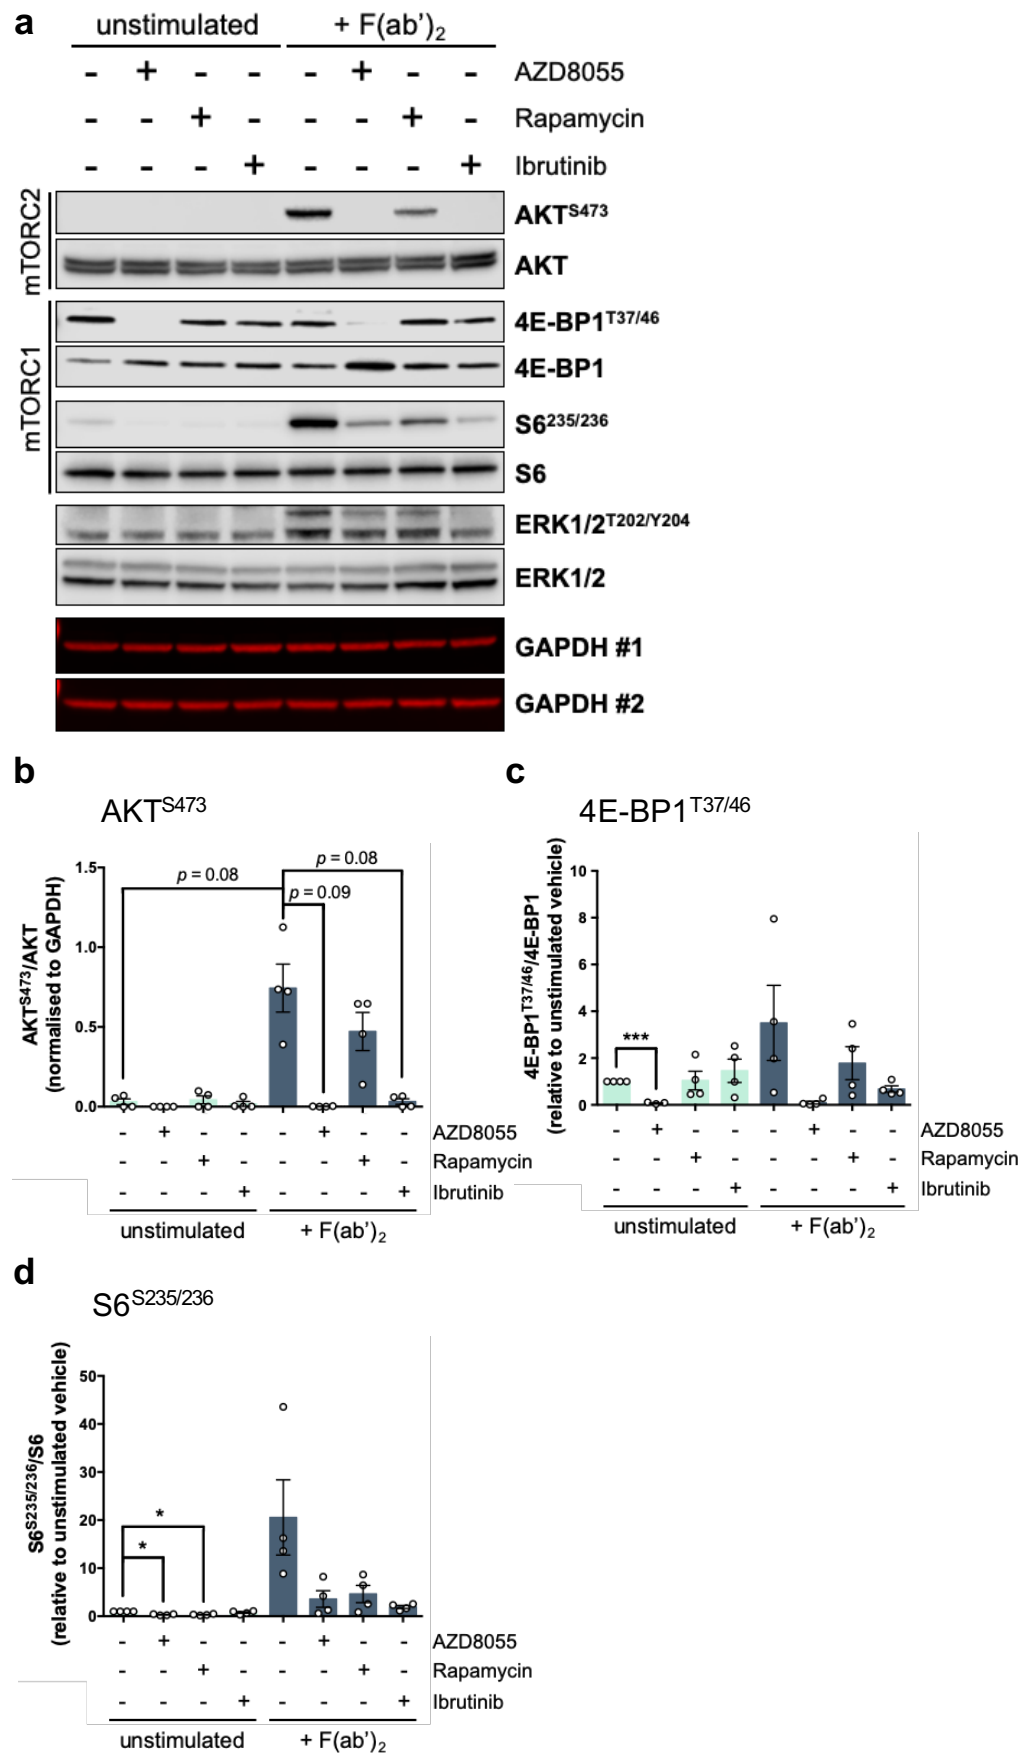 a
unstimulated + F(ab’)₂
- + - - - + - - AZD8055
- - + - - - + - Rapamycin
- - - + - - - + Ibrutinib
mTORC2
AKTS473
AKT
mTORC1
4E-BP1T37/46
4E-BP1
S6235/236
S6
ERK1/2T202/Y204
ERK1/2
GAPDH #1
GAPDH #2
b
AKTS473
AKTS473/AKT
(normalised to GAPDH)
1.5
1.0
0.5
0.0
p = 0.08
p = 0.08
p = 0.09
- + - - - + - - AZD8055
- - + - - - + - Rapamycin
- - - + - - - + Ibrutinib
unstimulated + F(ab’)₂
c
4E-BP1T37/46
4E-BP1T37/46/4E-BP1
(relative to unstimulated vehicle)
10
8
6
4
2
0
***
- + - - - + - - AZD8055
- - + - - - + - Rapamycin
- - - + - - - + Ibrutinib
unstimulated + F(ab’)₂
d
S6S235/236
S6S235/236/S6
(relative to unstimulated vehicle)
50
40
30
20
10
0
*
*
- + - - - + - - AZD8055
- - + - - - + - Rapamycin
- - - + - - - + Ibrutinib
unstimulated + F(ab’)₂